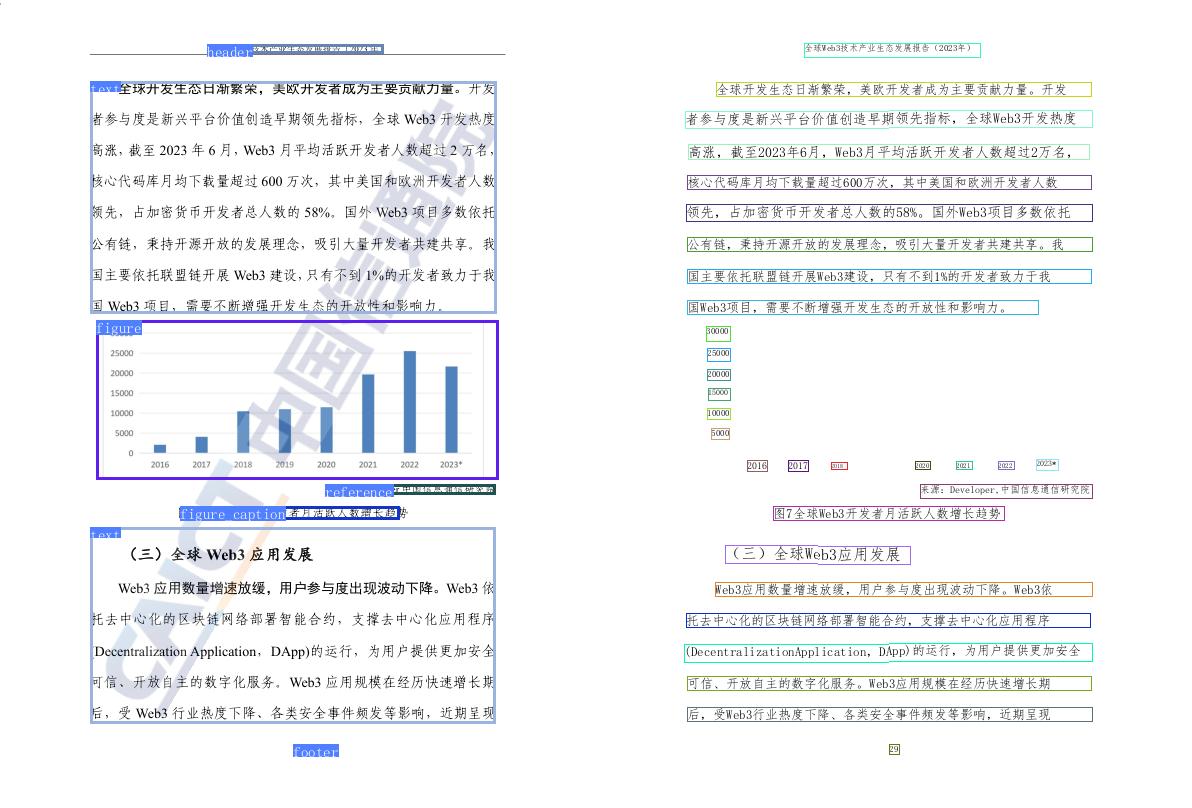 header
text 全球开发生态日渐繁荣，美欧开发者成为主要贡献力量。开发
者参与度是新兴平台价值创造早期领先指标，全球 Web3 开发热度
高涨，截至 2023 年 6 月，Web3 月平均活跃开发者人数超过 2 万名，
核心代码库月均下载量超过 600 万次，其中美国和欧洲开发者人数
领先，占加密货币开发者总人数的 58%。国外 Web3 项目多数依托
公有链，秉持开源开放的发展理念，吸引大量开发者共建共享。我
国主要依托联盟链开展 Web3 建设，只有不到 1%的开发者致力于我
国 Web3 项目，需要不断增强开发生态的开放性和影响力。
figure
25000
20000
15000
10000
5000
0
2016 2017 2018 2019 2020 2021 2022 2023*
reference 中国信息通信研究院
figure caption 者月活跃人数增长趋势
text
（三）全球 Web3 应用发展
Web3 应用数量增速放缓，用户参与度出现波动下降。Web3 依
托去中心化的区块链网络部署智能合约，支撑去中心化应用程序
(Decentralization Application，DApp)的运行，为用户提供更加安全
可信、开放自主的数字化服务。Web3 应用规模在经历快速增长期
后，受 Web3 行业热度下降、各类安全事件频发等影响，近期呈现
footer
CAICT 中国信通院
全球Web3技术产业生态发展报告（2023年）
全球开发生态日渐繁荣，美欧开发者成为主要贡献力量。开发
者参与度是新兴平台价值创造早期领先指标，全球Web3开发热度
高涨，截至2023年6月，Web3月平均活跃开发者人数超过2万名，
核心代码库月均下载量超过600万次，其中美国和欧洲开发者人数
领先，占加密货币开发者总人数的58%。国外Web3项目多数依托
公有链，秉持开源开放的发展理念，吸引大量开发者共建共享。我
国主要依托联盟链开展Web3建设，只有不到1%的开发者致力于我
国Web3项目，需要不断增强开发生态的开放性和影响力。
30000
25000
20000
15000
10000
5000
2016 2017 2018 2020 2021 2022 2023*
来源：Developer,中国信息通信研究院
图7全球Web3开发者月活跃人数增长趋势
（三）全球Web3应用发展
Web3应用数量增速放缓，用户参与度出现波动下降。Web3依
托去中心化的区块链网络部署智能合约，支撑去中心化应用程序
(DecentralizationApplication，DApp)的运行，为用户提供更加安全
可信、开放自主的数字化服务。Web3应用规模在经历快速增长期
后，受Web3行业热度下降、各类安全事件频发等影响，近期呈现
29